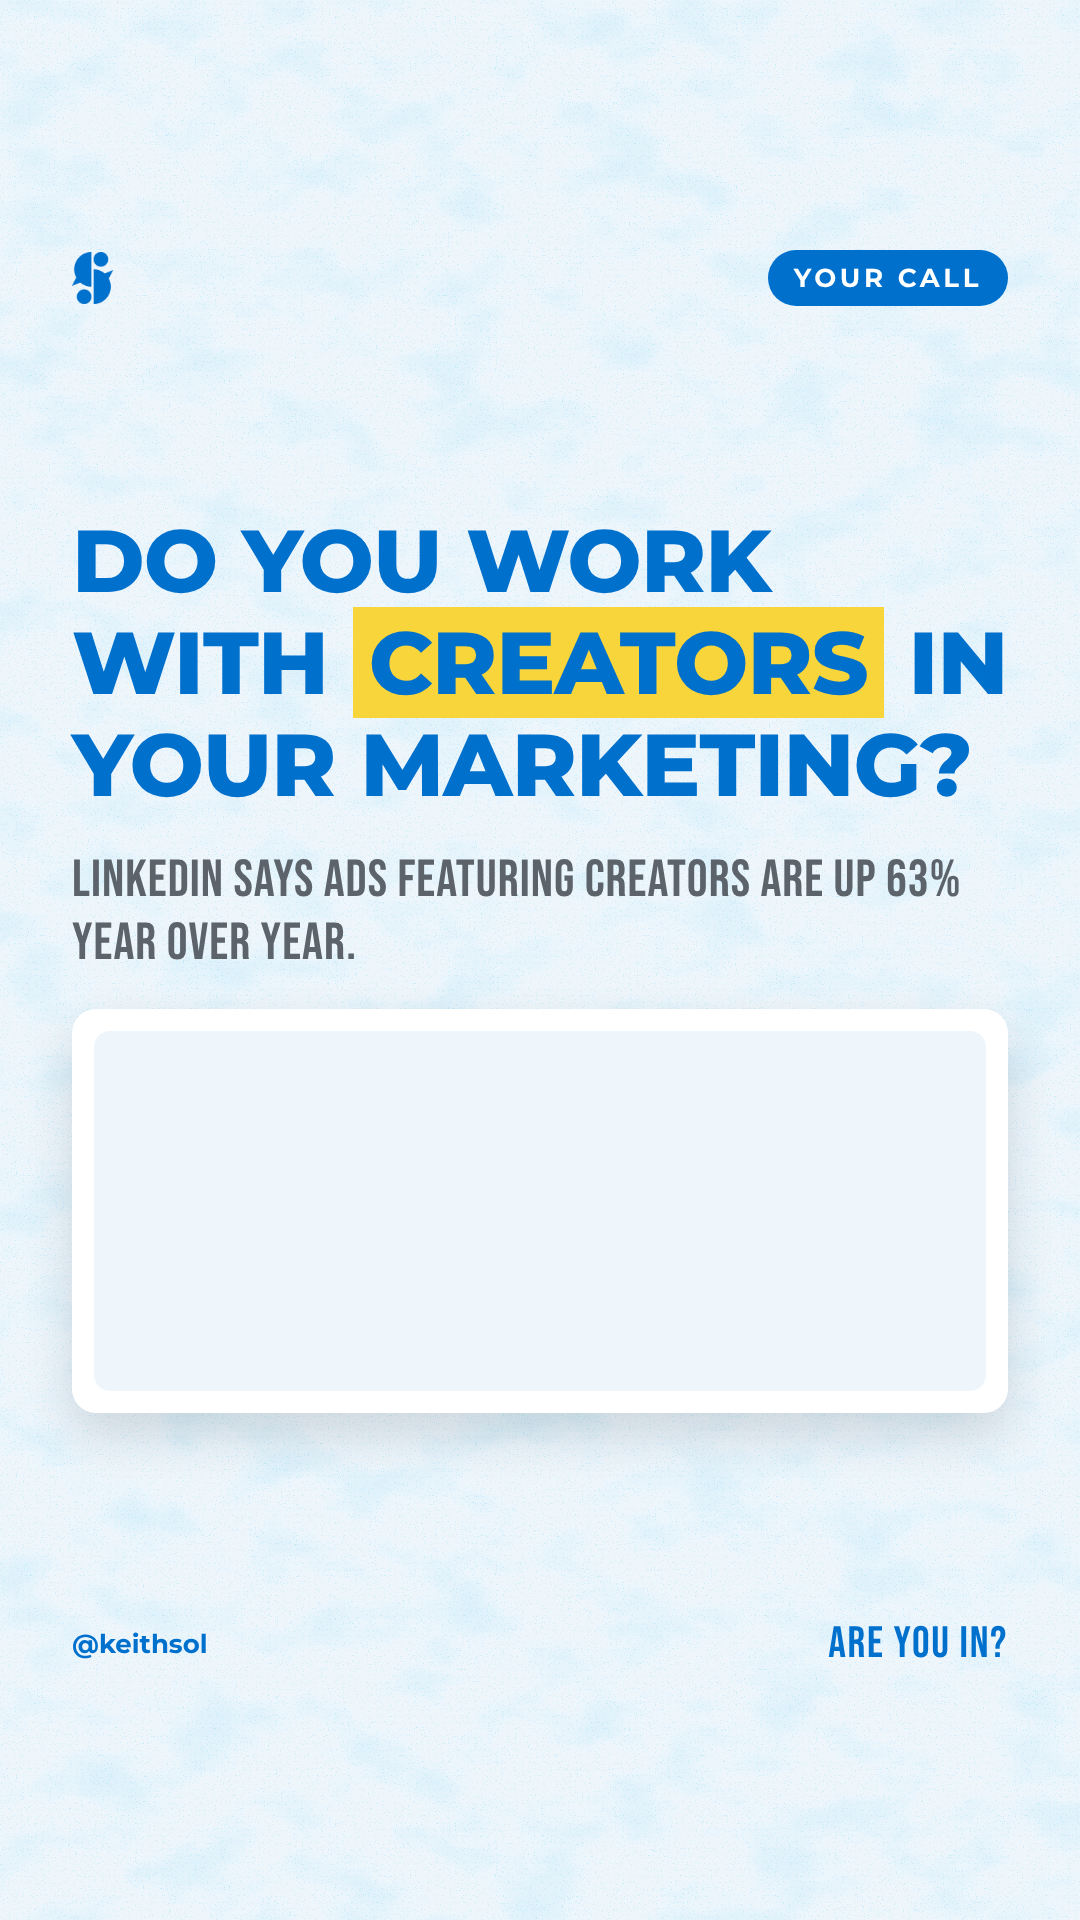 YOUR CALL
DO YOU WORK
WITH CREATORS IN
YOUR MARKETING?
LINKEDIN SAYS ADS FEATURING CREATORS ARE UP 63%
YEAR OVER YEAR.
@keithsol
ARE YOU IN?